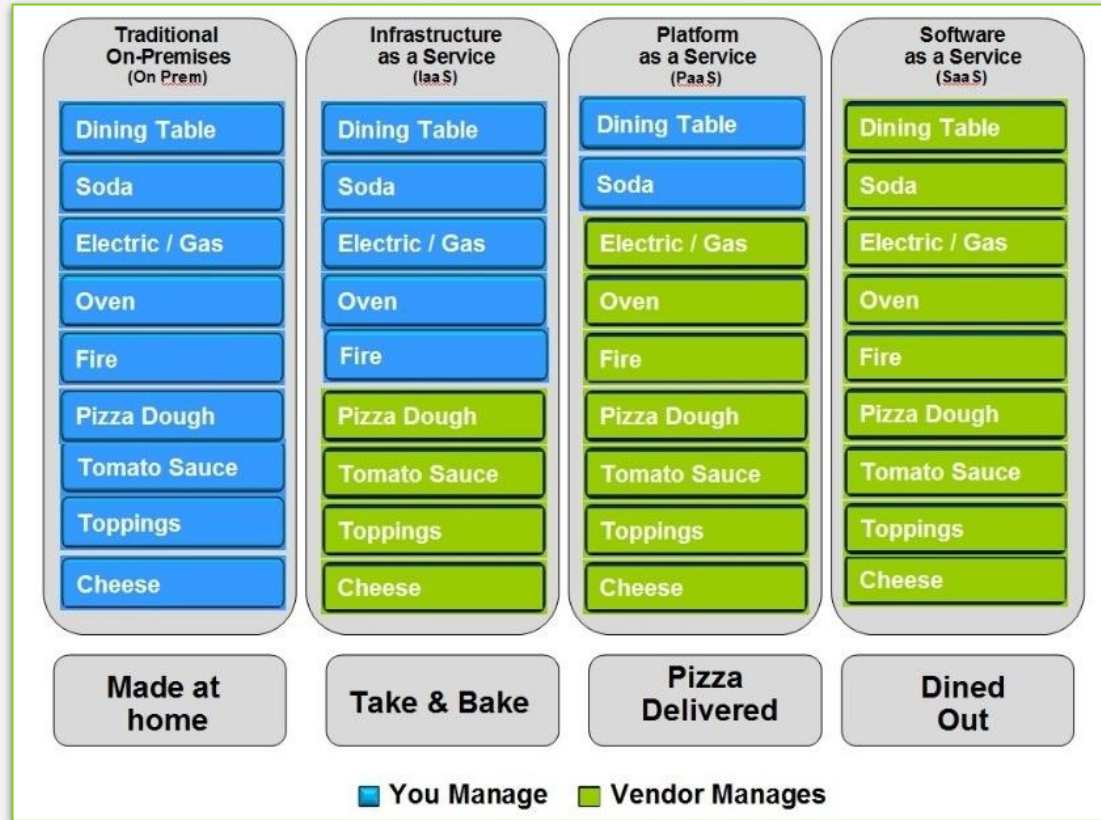 Traditional
On-Premises
(On Prem)
Dining Table
Soda
Electric / Gas
Oven
Fire
Pizza Dough
Tomato Sauce
Toppings
Cheese
Made at
home
Infrastructure
as a Service
(IaaS)
Dining Table
Soda
Electric / Gas
Oven
Fire
Pizza Dough
Tomato Sauce
Toppings
Cheese
Take & Bake
Platform
as a Service
(PaaS)
Dining Table
Soda
Electric / Gas
Oven
Fire
Pizza Dough
Tomato Sauce
Toppings
Cheese
Pizza
Delivered
Software
as a Service
(SaaS)
Dining Table
Soda
Electric / Gas
Oven
Fire
Pizza Dough
Tomato Sauce
Toppings
Cheese
Dined
Out
You Manage
Vendor Manages